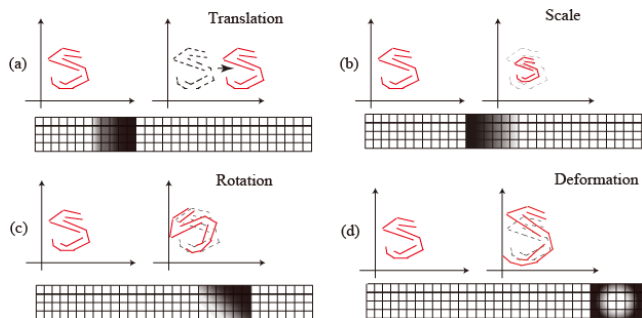 Translation
(a)
Scale
(b)
Rotation
(c)
Deformation
(d)